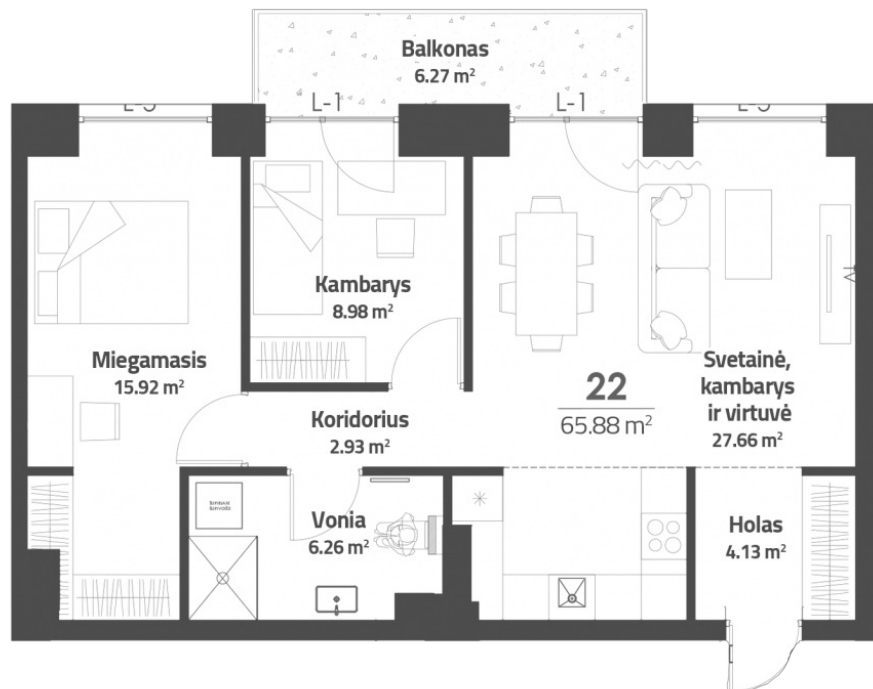 Balkonas
6.27 m²
L-1
L-1
Kambarys
8.98 m²
Miegamasis
15.92 m²
Svetainė,
kambarys
ir virtuvė
27.66 m²
22
65.88 m²
Koridorius
2.93 m²
Vonia
6.26 m²
Holas
4.13 m²